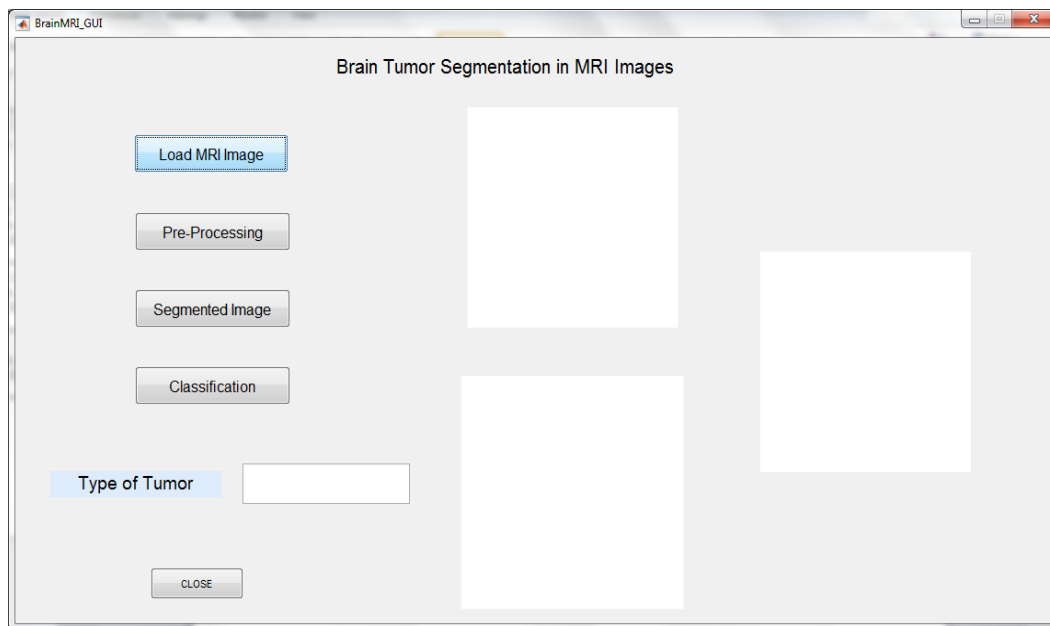 BrainMRI_GUI
Brain Tumor Segmentation in MRI Images
Load MRI Image
Pre-Processing
Segmented Image
Classification
Type of Tumor
CLOSE